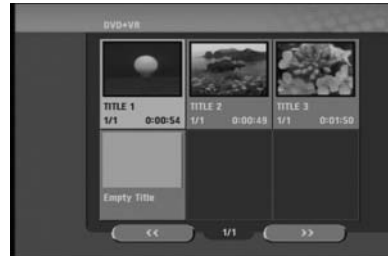 DVD+VR
TITLE 1
1/1 0:00:54
TITLE 2
1/1 0:00:49
TITLE 3
1/1 0:01:50
Empty Title
<< 1/1 >>